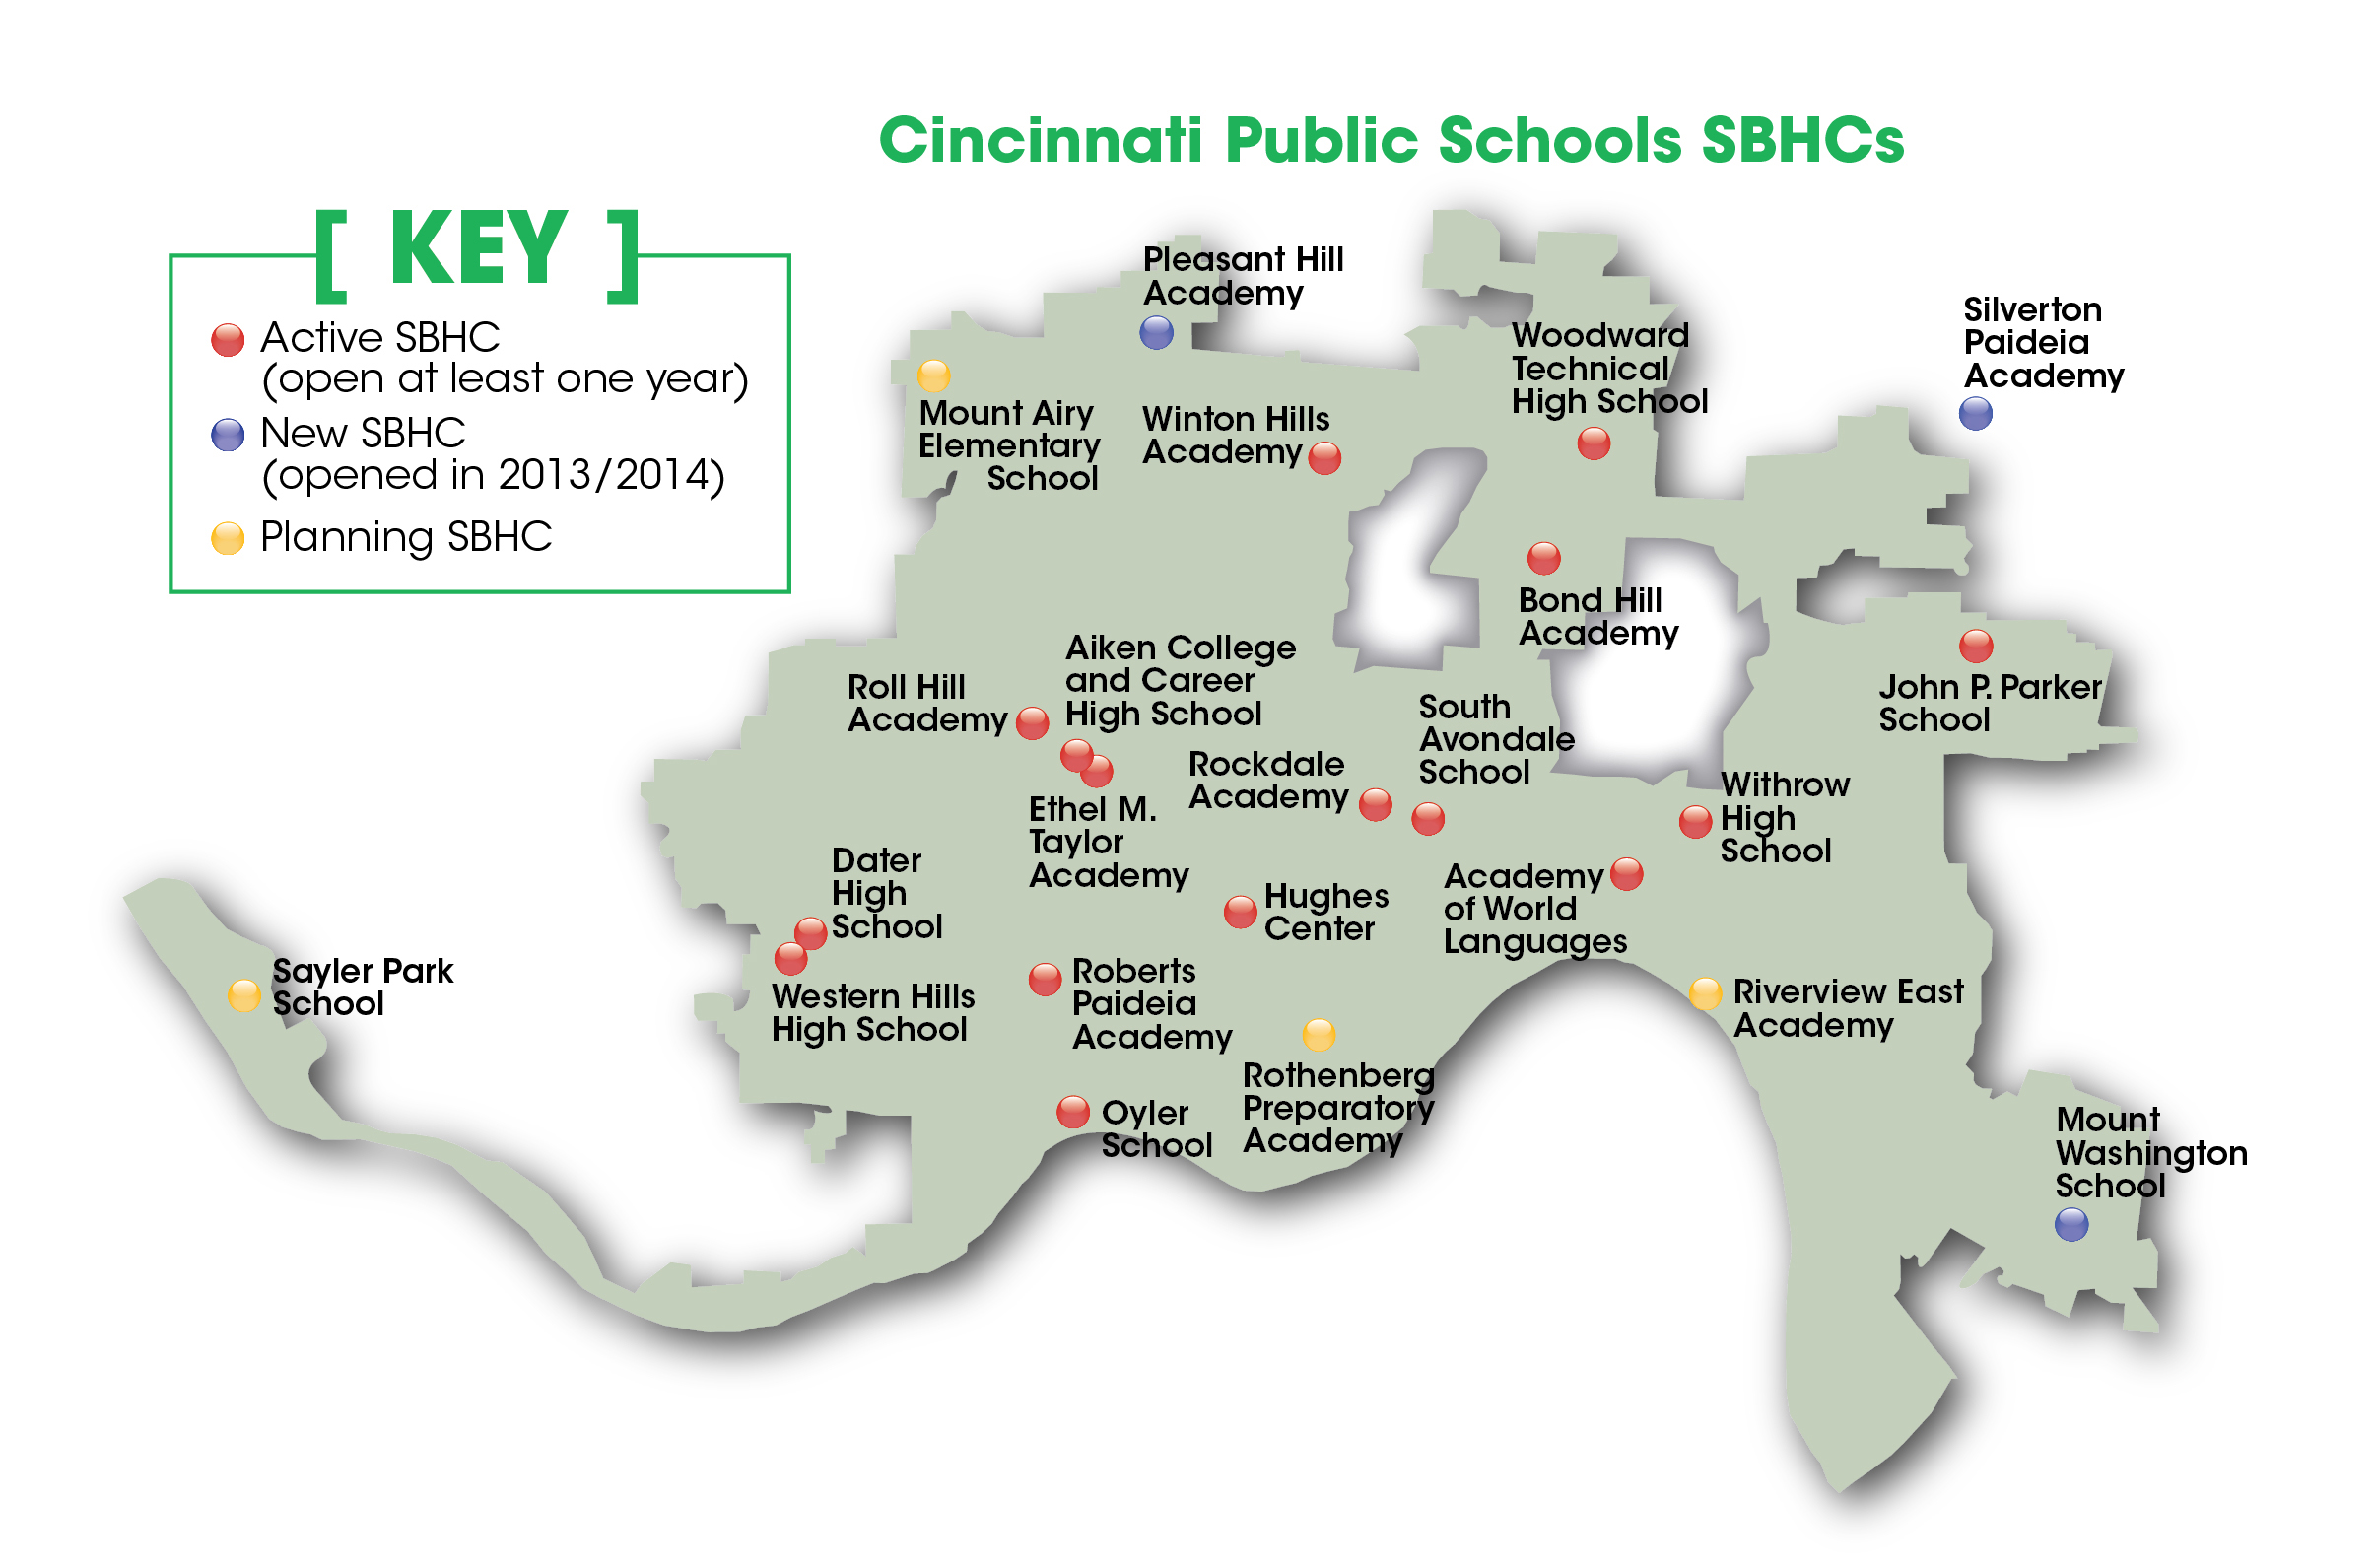 Cincinnati Public Schools SBHCs
[ KEY ]
Active SBHC
(open at least one year)
New SBHC
(opened in 2013/2014)
Planning SBHC
Pleasant Hill
Academy
Silverton
Paideia
Academy
Woodward
Technical
High School
Mount Airy
Elementary
School
Winton Hills
Academy
Bond Hill
Academy
Aiken College
and Career
High School
Roll Hill
Academy
John P. Parker
School
South
Avondale
School
Rockdale
Academy
Withrow
High
School
Ethel M.
Taylor
Academy
Dater
High
School
Hughes
Center
Academy
of World
Languages
Sayler Park
School
Western Hills
High School
Roberts
Paideia
Academy
Riverview East
Academy
Rothenberg
Preparatory
Academy
Oyler
School
Mount
Washington
School